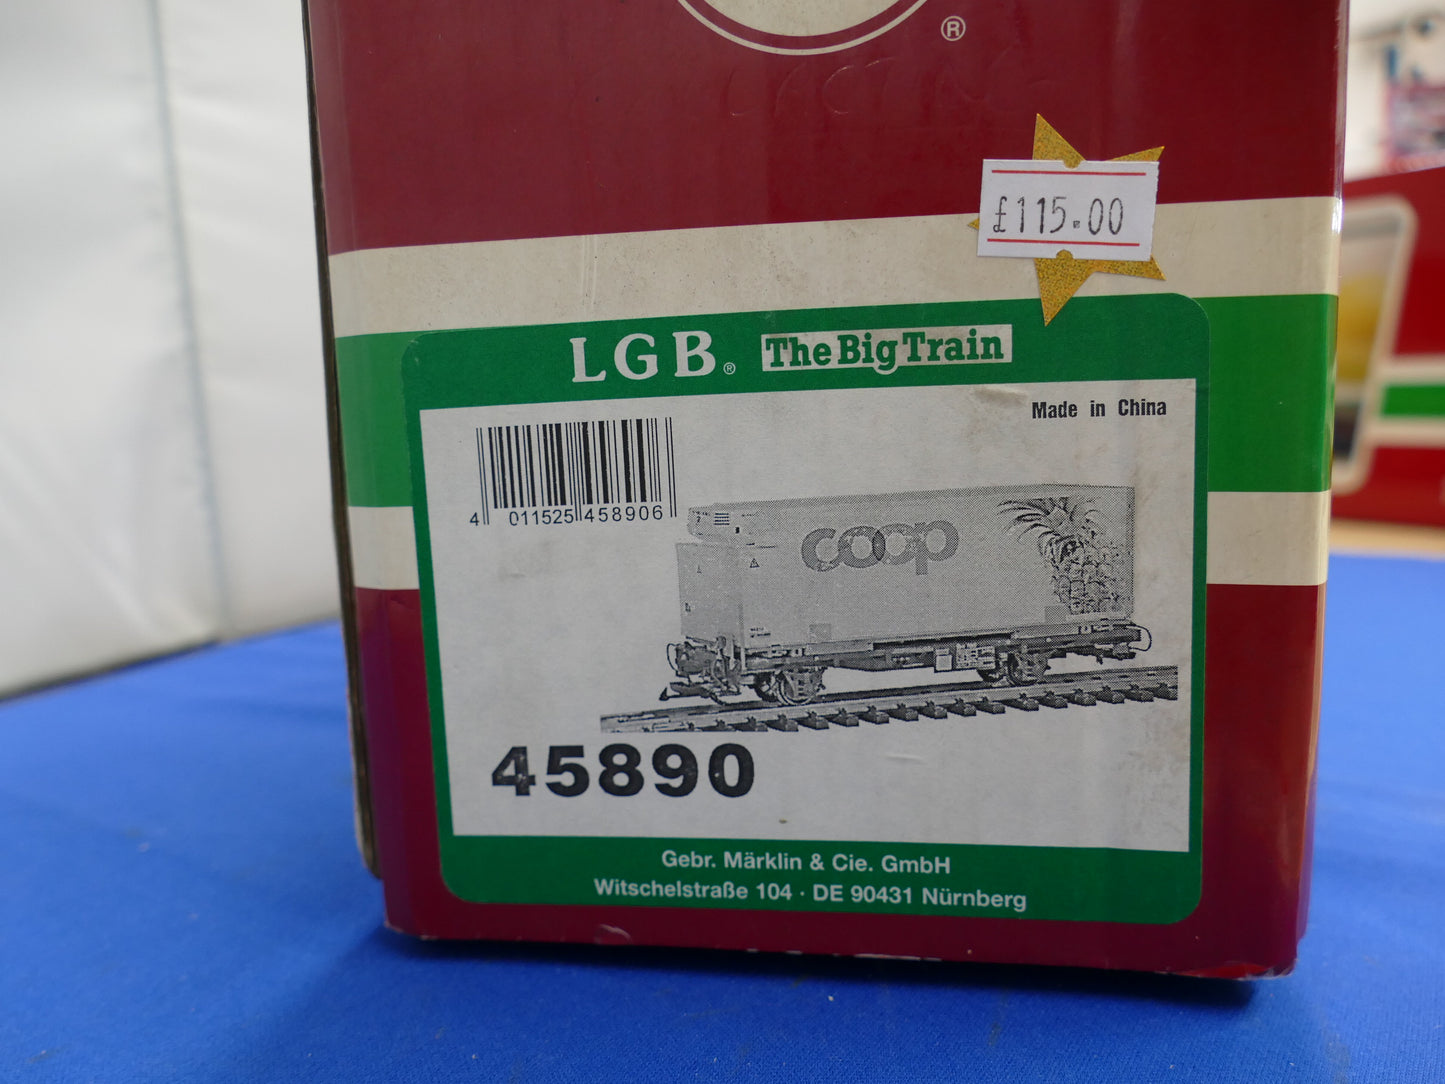 ®
£115.00
LGB® The Big Train
Made in China
4 011525 458906
coop
45890
Gebr. Märklin & Cie. GmbH
Witschelstraße 104 · DE 90431 Nürnberg